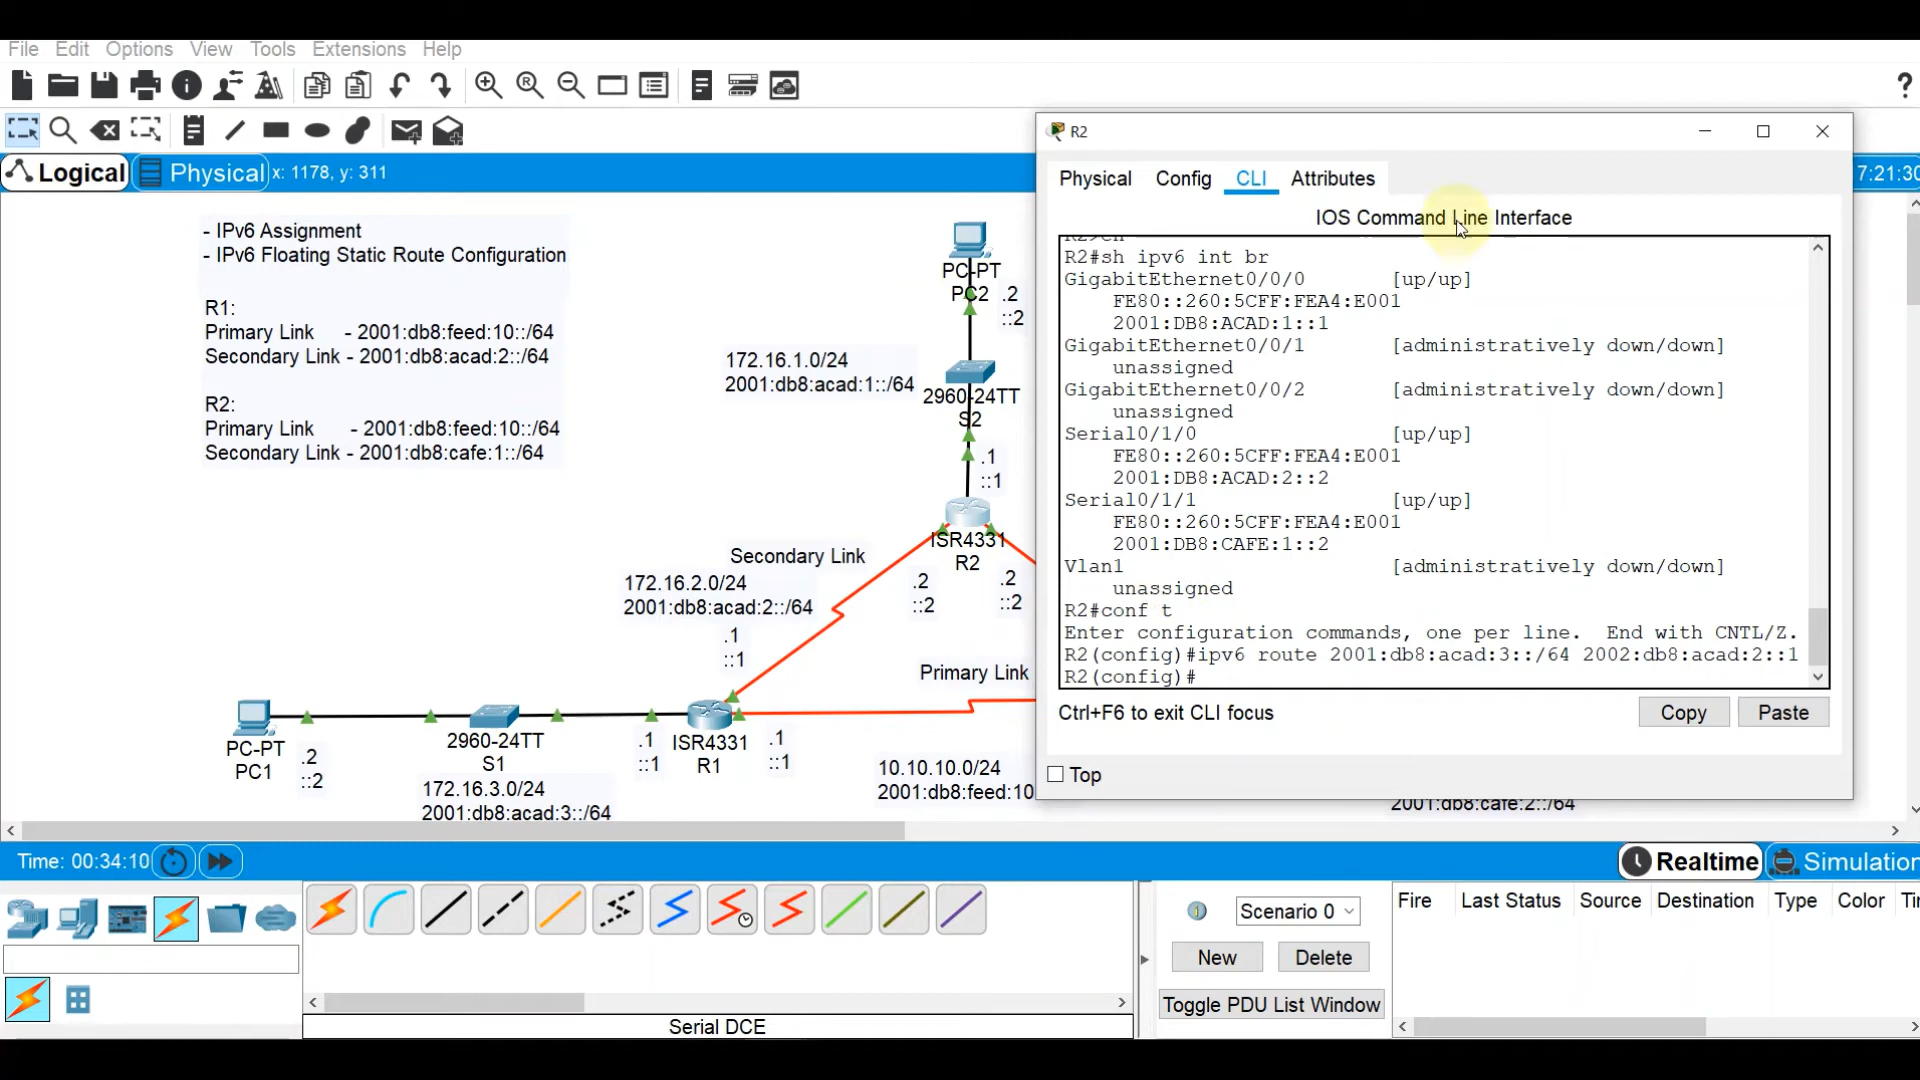 File Edit Options View Tools Extensions Help
?
Logical Physical x: 1178, y: 311
7:21:30
- IPv6 Assignment
- IPv6 Floating Static Route Configuration
R1:
Primary Link - 2001:db8:feed:10::/64
Secondary Link - 2001:db8:acad:2::/64
R2:
Primary Link - 2001:db8:feed:10::/64
Secondary Link - 2001:db8:cafe:1::/64
PC-PT
PC2
.2
::2
172.16.1.0/24
2001:db8:acad:1::/64
2960-24TT
S2
.1
::1
ISR4331
R2
Secondary Link
172.16.2.0/24
2001:db8:acad:2::/64
.2
::2
.2
::2
.1
::1
Primary Link
PC-PT
PC1
.2
::2
2960-24TT
S1
172.16.3.0/24
2001:db8:acad:3::/64
.1
::1
ISR4331
R1
.1
::1
10.10.10.0/24
2001:db8:feed:10
2001:db8:cafe:2::/64
R2
Physical Config CLI Attributes
IOS Command Line Interface
R2#sh ipv6 int br
GigabitEthernet0/0/0 [up/up]
FE80::260:5CFF:FEA4:E001
2001:DB8:ACAD:1::1
GigabitEthernet0/0/1 [administratively down/down]
unassigned
GigabitEthernet0/0/2 [administratively down/down]
unassigned
Serial0/1/0 [up/up]
FE80::260:5CFF:FEA4:E001
2001:DB8:ACAD:2::2
Serial0/1/1 [up/up]
FE80::260:5CFF:FEA4:E001
2001:DB8:CAFE:1::2
Vlan1 [administratively down/down]
unassigned
R2#conf t
Enter configuration commands, one per line. End with CNTL/Z.
R2(config)#ipv6 route 2001:db8:acad:3::/64 2002:db8:acad:2::1
R2(config)#
Ctrl+F6 to exit CLI focus
Copy Paste
Top
Time: 00:34:10
Realtime Simulation
Scenario 0
New Delete
Toggle PDU List Window
Fire Last Status Source Destination Type Color
Serial DCE